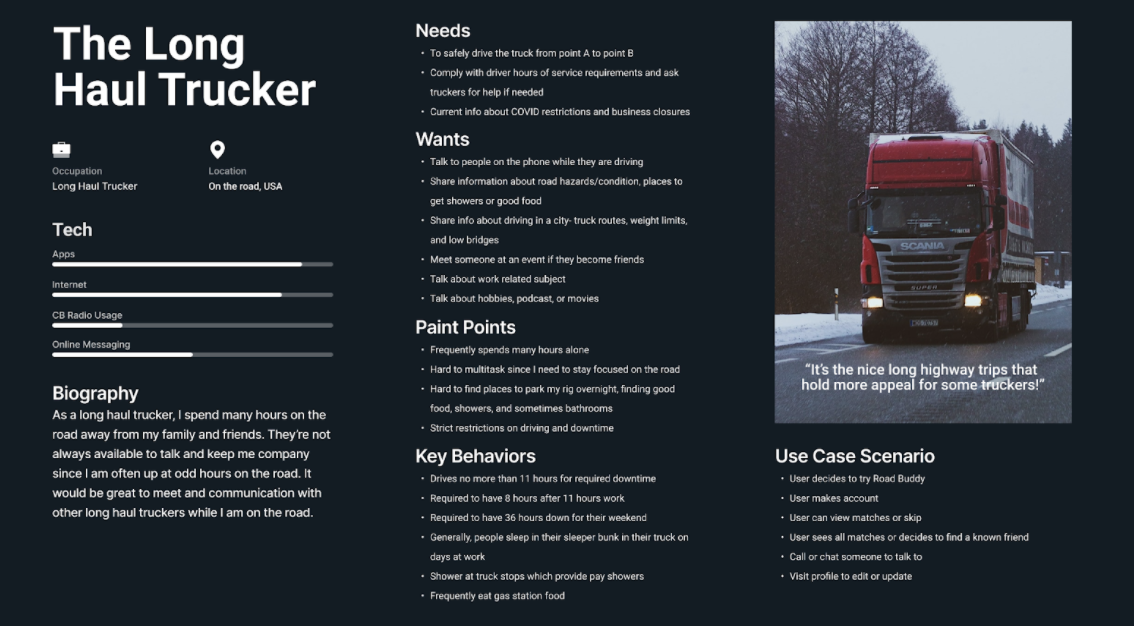 The Long
Haul Trucker
Occupation
Long Haul Trucker
Location
On the road, USA
Tech
Apps
Internet
CB Radio Usage
Online Messaging
Biography
As a long haul trucker, I spend many hours on the
road away from my family and friends. They're not
always available to talk and keep me company
since I am often up at odd hours on the road. It
would be great to meet and communication with
other long haul truckers while I am on the road.
Needs
• To safely drive the truck from point A to point B
• Comply with driver hours of service requirements and ask
truckers for help if needed
• Current info about COVID restrictions and business closures
Wants
• Talk to people on the phone while they are driving
• Share information about road hazards/condition, places to
get showers or good food
• Share info about driving in a city- truck routes, weight limits,
and low bridges
• Meet someone at an event if they become friends
• Talk about work related subject
• Talk about hobbies, podcast, or movies
Paint Points
• Frequently spends many hours alone
• Hard to multitask since I need to stay focused on the road
• Hard to find places to park my rig overnight, finding good
food, showers, and sometimes bathrooms
• Strict restrictions on driving and downtime
Key Behaviors
• Drives no more than 11 hours for required downtime
• Required to have 8 hours after 11 hours work
• Required to have 36 hours down for their weekend
• Generally, people sleep in their sleeper bunk in their truck on
days at work
• Shower at truck stops which provide pay showers
• Frequently eat gas station food
SCANIA
SUPER
“It's the nice long highway trips that
hold more appeal for some truckers!“
Use Case Scenario
• User decides to try Road Buddy
• User makes account
• User can view matches or skip
• User sees all matches or decides to find a known friend
• Call or chat someone to talk to
• Visit profile to edit or update